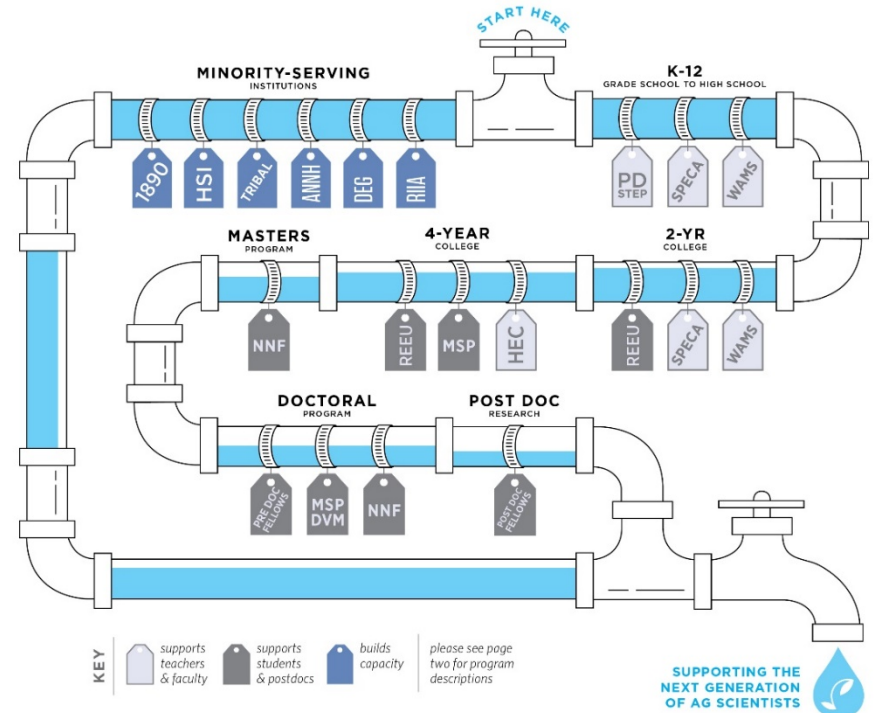 START HERE
MINORITY-SERVING
INSTITUTIONS
K-12
GRADE SCHOOL TO HIGH SCHOOL
1890
HSI
TRIBAL
ANNH
DEG
RIIA
PD
STEP
SPECA
WAMS
MASTERS
PROGRAM
4-YEAR
COLLEGE
2-YR
COLLEGE
NNF
REEU
MSP
HEC
REEU
SPECA
WAMS
DOCTORAL
PROGRAM
POST DOC
RESEARCH
PRE DOC
FELLOWS
MSP
DVM
NNF
POST DOC
FELLOWS
KEY
supports
teachers
& faculty
supports
students
& postdocs
builds
capacity
please see page
two for program
descriptions
SUPPORTING THE
NEXT GENERATION
OF AG SCIENTISTS